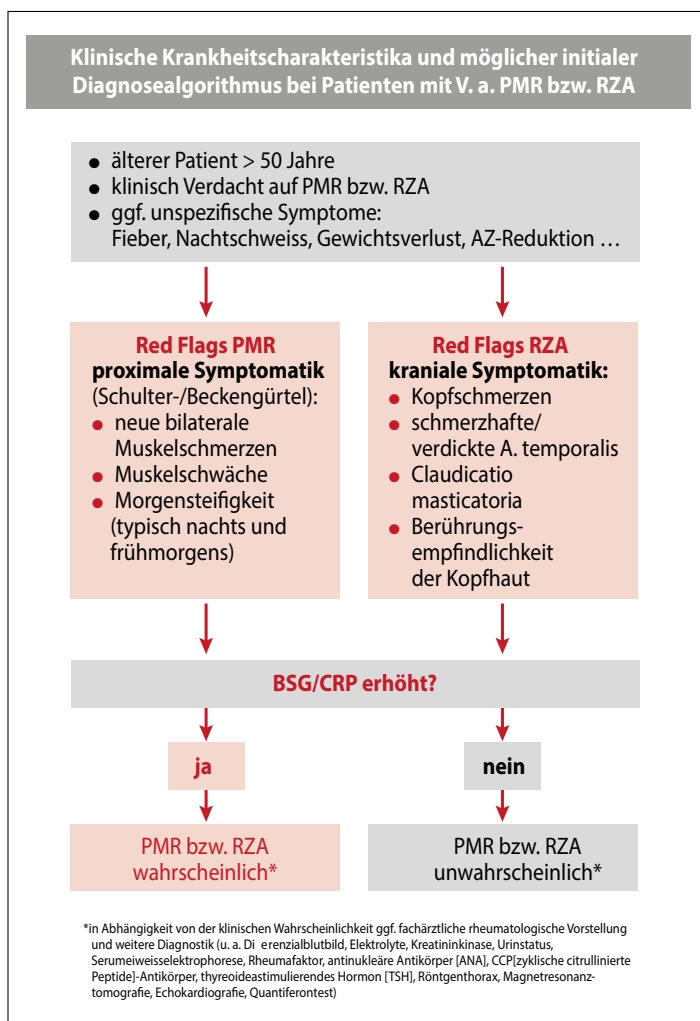 Klinische Krankheitscharakteristika und möglicher initialer
Diagnosealgorithmus bei Patienten mit V. a. PMR bzw. RZA
● älterer Patient > 50 Jahre
● klinisch Verdacht auf PMR bzw. RZA
● ggf. unspezifische Symptome:
Fieber, Nachtschweiss, Gewichtsverlust, AZ-Reduktion …
Red Flags PMR
proximale Symptomatik
(Schulter-/Beckengürtel):
● neue bilaterale
Muskelschmerzen
● Muskelschwäche
● Morgensteifigkeit
(typisch nachts und
frühmorgens)
Red Flags RZA
kraniale Symptomatik:
● Kopfschmerzen
● schmerzhafte/
verdickte A. temporalis
● Claudicatio
masticatoria
● Berührungs-
empfindlichkeit
der Kopfhaut
BSG/CRP erhöht?
ja
nein
PMR bzw. RZA
wahrscheinlich*
PMR bzw. RZA
unwahrscheinlich*
*in Abhängigkeit von der klinischen Wahrscheinlichkeit ggf. fachärztliche rheumatologische Vorstellung
und weitere Diagnostik (u. a. Di erenzialblutbild, Elektrolyte, Kreatininkinase, Urinstatus,
Serumeiweisselektrophorese, Rheumafaktor, antinukleäre Antikörper [ANA], CCP[zyklische citrullinierte
Peptide]-Antikörper, thyreoideastimulierendes Hormon [TSH], Röntgenthorax, Magnetresonanz-
tomografie, Echokardiografie, Quantiferontest)